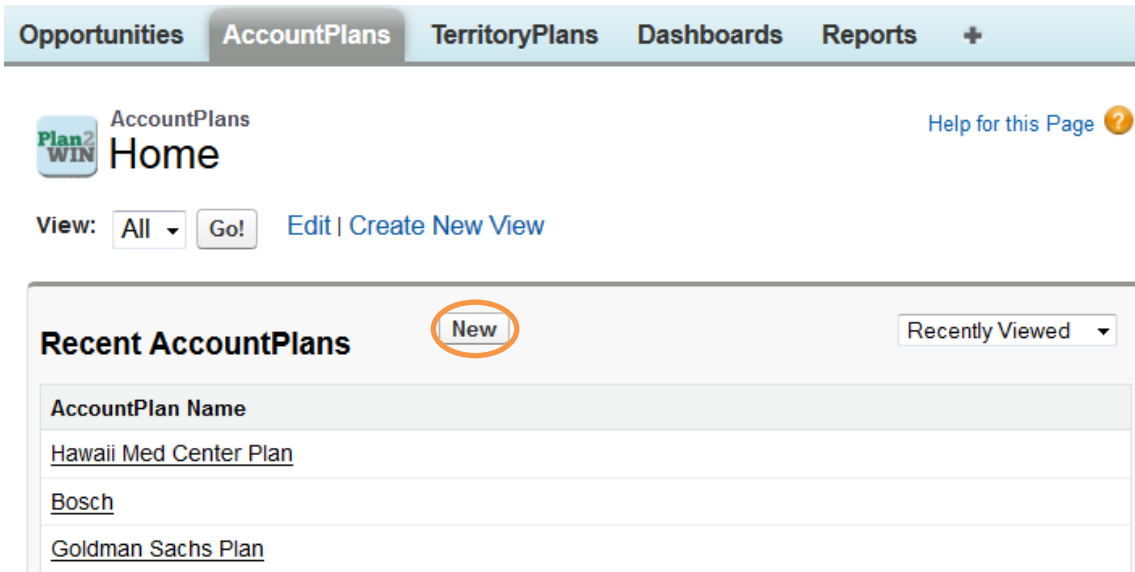 Opportunities AccountPlans TerritoryPlans Dashboards Reports +
Plan2 WIN
AccountPlans
Home
Help for this Page ?
View: All Go! Edit | Create New View
Recent AccountPlans New Recently Viewed
AccountPlan Name
Hawaii Med Center Plan
Bosch
Goldman Sachs Plan